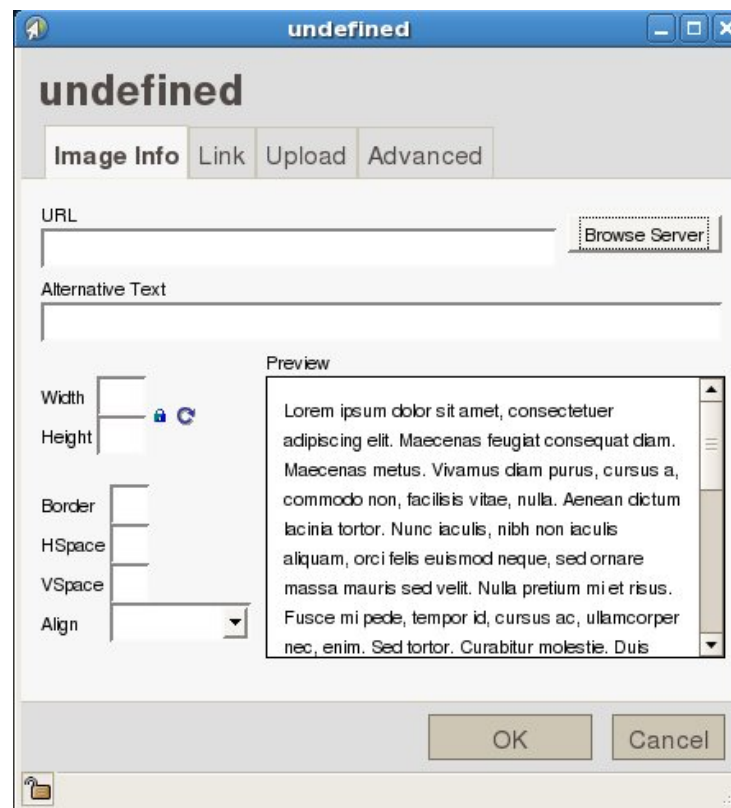 undefined
undefined
Image Info Link Upload Advanced
URL
Browse Server
Alternative Text
Preview
Width
Height
Border
HSpace
VSpace
Align
Lorem ipsum dolor sit amet, consectetuer
adipiscing elit. Maecenas feugiat consequat diam.
Maecenas metus. Vivamus diam purus, cursus a,
commodo non, facilisis vitae, nulla. Aenean dictum
lacinia tortor. Nunc iaculis, nibh non iaculis
aliquam, orci felis euismod neque, sed ornare
massa mauris sed velit. Nulla pretium mi et risus.
Fusce mi pede, tempor id, cursus ac, ullamcorper
nec, enim. Sed tortor. Curabitur molestie. Duis
OK Cancel